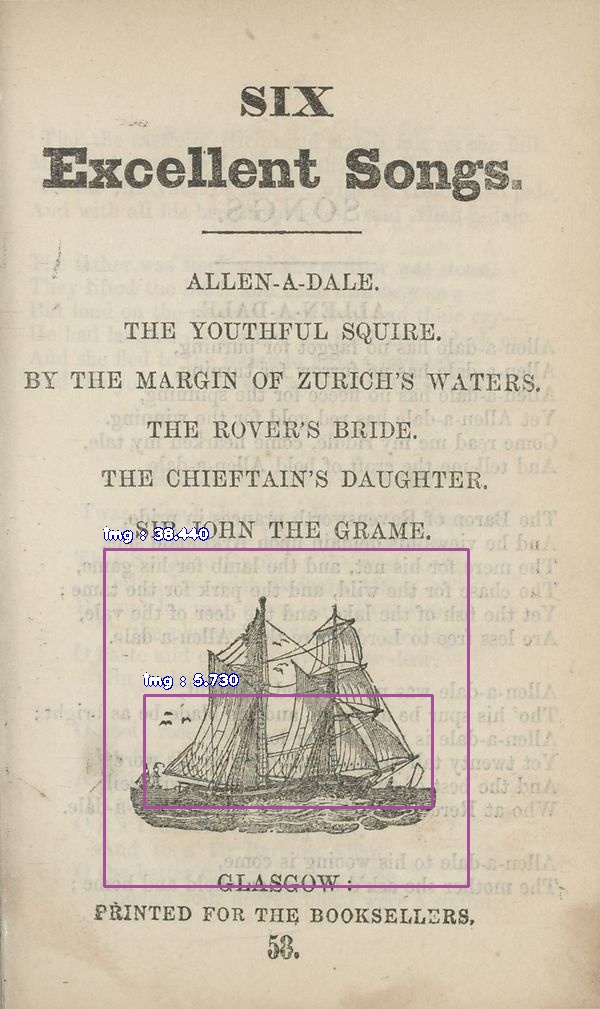 SIX
Excellent Songs.
ALLEN-A-DALE.
THE YOUTHFUL SQUIRE.
BY THE MARGIN OF ZURICH'S WATERS.
THE ROVER'S BRIDE.
THE CHIEFTAIN'S DAUGHTER.
SIR JOHN THE GRAME.
img : 38.440
img : 5.730
GLASGOW :
PRINTED FOR THE BOOKSELLERS,
53.